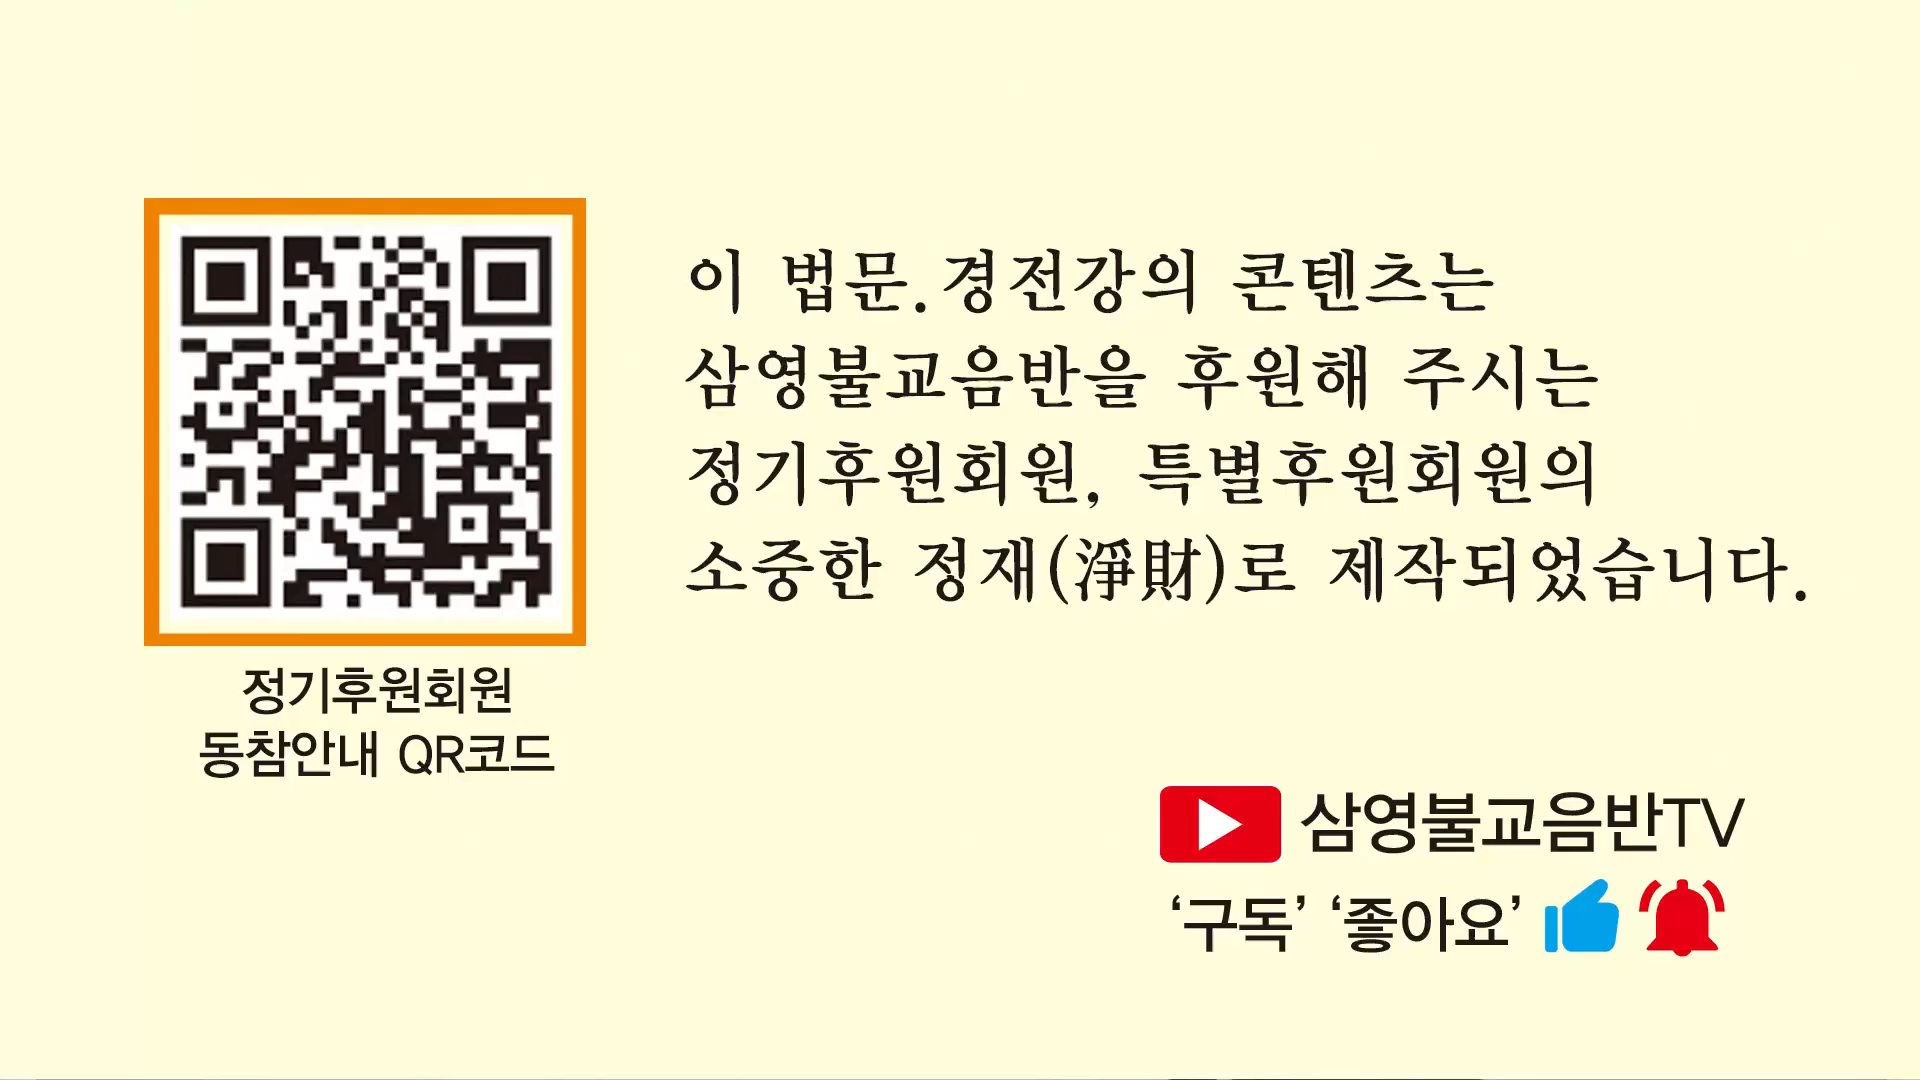 이 법문.경전강의 콘텐츠는
삼영불교음반을 후원해 주시는
정기후원회원, 특별후원회원의
소중한 정재(淨財)로 제작되었습니다.
정기후원회원
동참안내 QR코드
삼영불교음반TV
‘구독’ ‘좋아요’